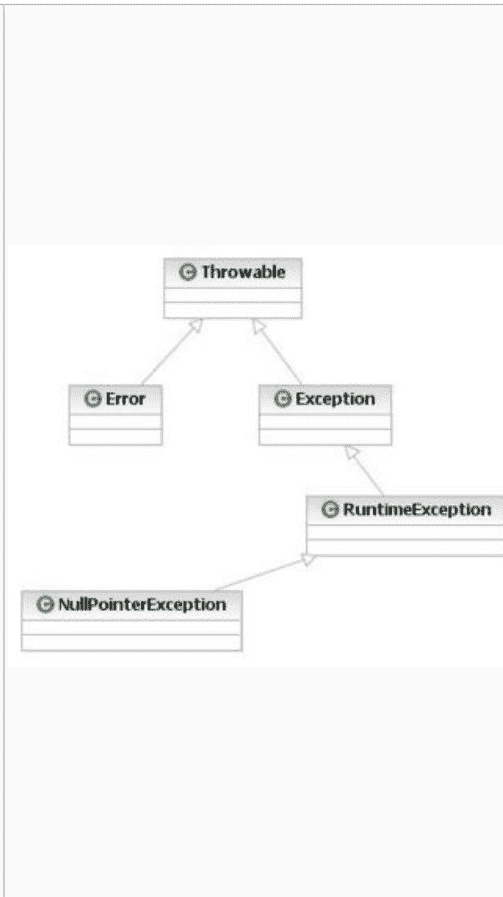 Throwable
Error
Exception
RuntimeException
NullPointerException